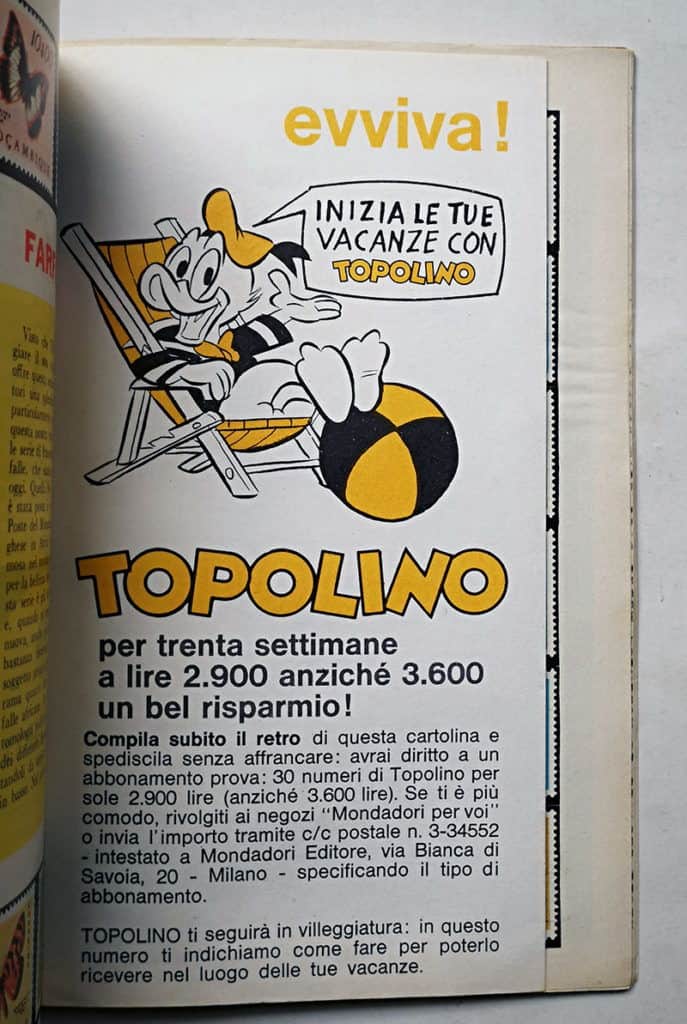 evviva!
INIZIA LE TUE
VACANZE CON
TOPOLINO
TOPOLINO
per trenta settimane
a lire 2.900 anziché 3.600
un bel risparmio!
Compila subito il retro di questa cartolina e
spediscila senza affrancare: avrai diritto a un
abbonamento prova: 30 numeri di Topolino per
sole 2.900 lire (anziché 3.600 lire). Se ti è più
comodo, rivolgiti ai negozi "Mondadori per voi"
o invia l'importo tramite c/c postale n. 3-34552
- intestato a Mondadori Editore, via Bianca di
Savoia, 20 - Milano - specificando il tipo di
abbonamento.
TOPOLINO ti seguirà in villeggiatura: in questo
numero ti indichiamo come fare per poterlo
ricevere nel luogo delle tue vacanze.